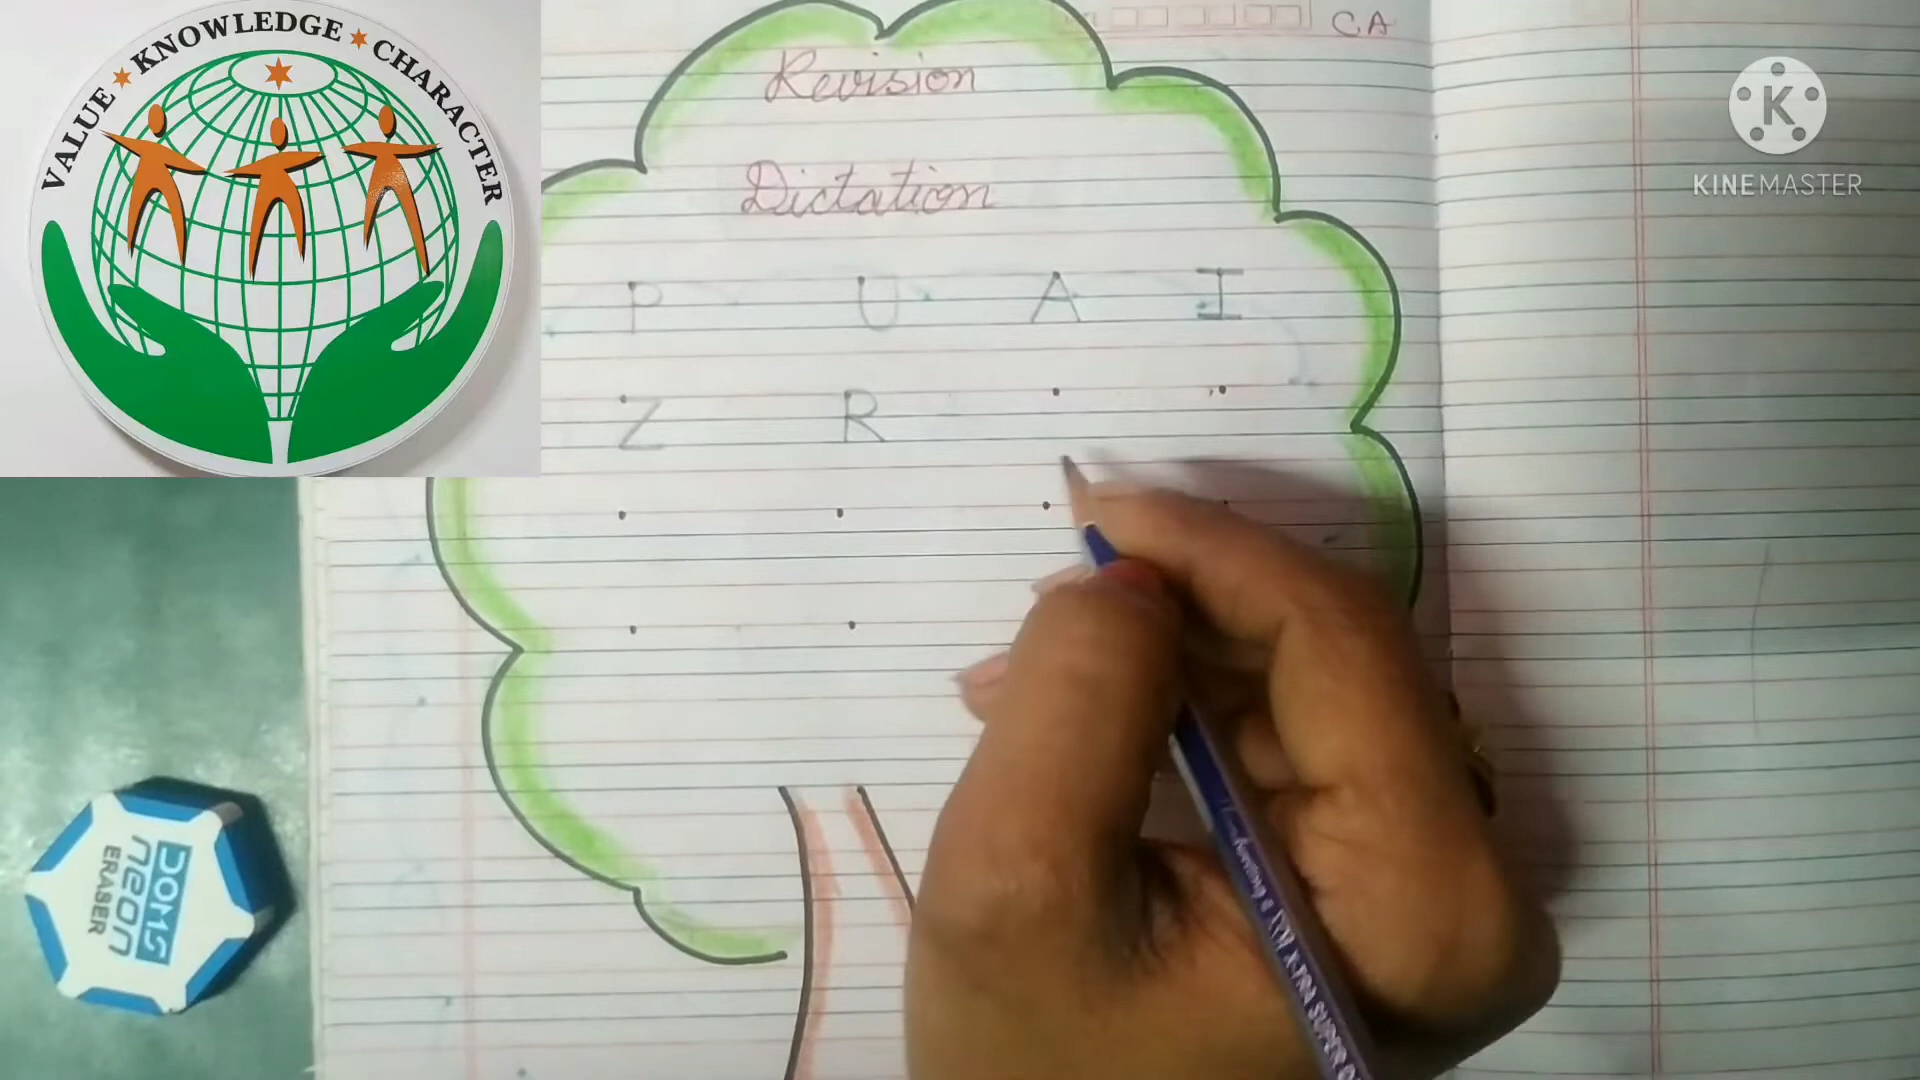 VALUE ✶ KNOWLEDGE ✶ CHARACTER
CA
Revision
KINEMASTER
Dictation
P U A I
Z R
DOMS
neon
ERASER